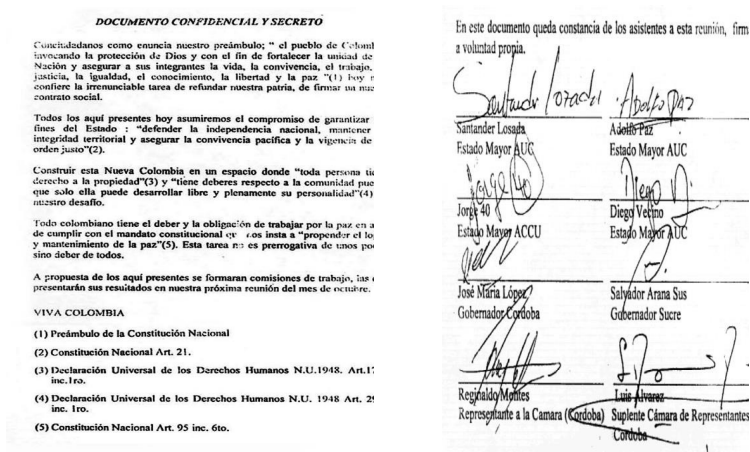 DOCUMENTO CONFIDENCIAL Y SECRETO
Conciudadanos como enuncia nuestro preámbulo; " el pueblo de Colom
invocando la protección de Dios y con el fin de fortalecer la unidad de
Nación y asegurar a sus integrantes la vida, la convivencia, el trabajo,
justicia, la igualdad, el conocimiento, la libertad y la paz "(1) hoy
confiere la irrenunciable tarea de refundar nuestra patria, de firmar un
contrato social.
Todos los aquí presentes hoy asumiremos el compromiso de garantizar
fines del Estado : "defender la independencia nacional, mantener
integridad territorial y asegurar la convivencia pacífica y la vigencia de
orden justo"(2).
Construir esta Nueva Colombia en un espacio donde "toda persona
derecho a la propiedad"(3) y "tiene deberes respecto a la comunidad
que solo ella puede desarrollar libre y plenamente su personalidad"(4)
nuestro desafío.
Todo colombiano tiene el deber y la obligación de trabajar por la paz en
de cumplir con el mandato constitucional nos insta a "propender el
y mantenimiento de la paz"(5). Esta tarea no es prerrogativa de unos
sino deber de todos.
A propuesta de los aquí presentes se formaran comisiones de trabajo, las
presentarán sus resultados en nuestra próxima reunión del mes de octubre.
VIVA COLOMBIA
(1) Preámbulo de la Constitución Nacional
(2) Constitución Nacional Art. 21.
(3) Declaración Universal de los Derechos Humanos N.U.1948. Art.17
inc.1ro.
(4) Declaración Universal de los Derechos Humanos N.U. 1948 Art. 2
inc. 1ro.
(5) Constitución Nacional Art. 95 inc. 6to.
En este documento queda constancia de los asistentes a esta reunión, firm
a voluntad propia.
Santander Lozada Adolfo Paz
Santander Losada Adolfo Paz
Estado Mayor AUC Estado Mayor AUC
Jorge 40 Diego
Jorge 40 Diego Vecino
Estado Mayor ACCU Estado Mayor AUC
José María López Salvador Arana Sus
Gobernador Cordoba Gobernador Sucre
Reginaldo Montes Luis Alvarez
Representante a la Camara (Cordoba) Suplente Cámara de Representantes
Cordoba